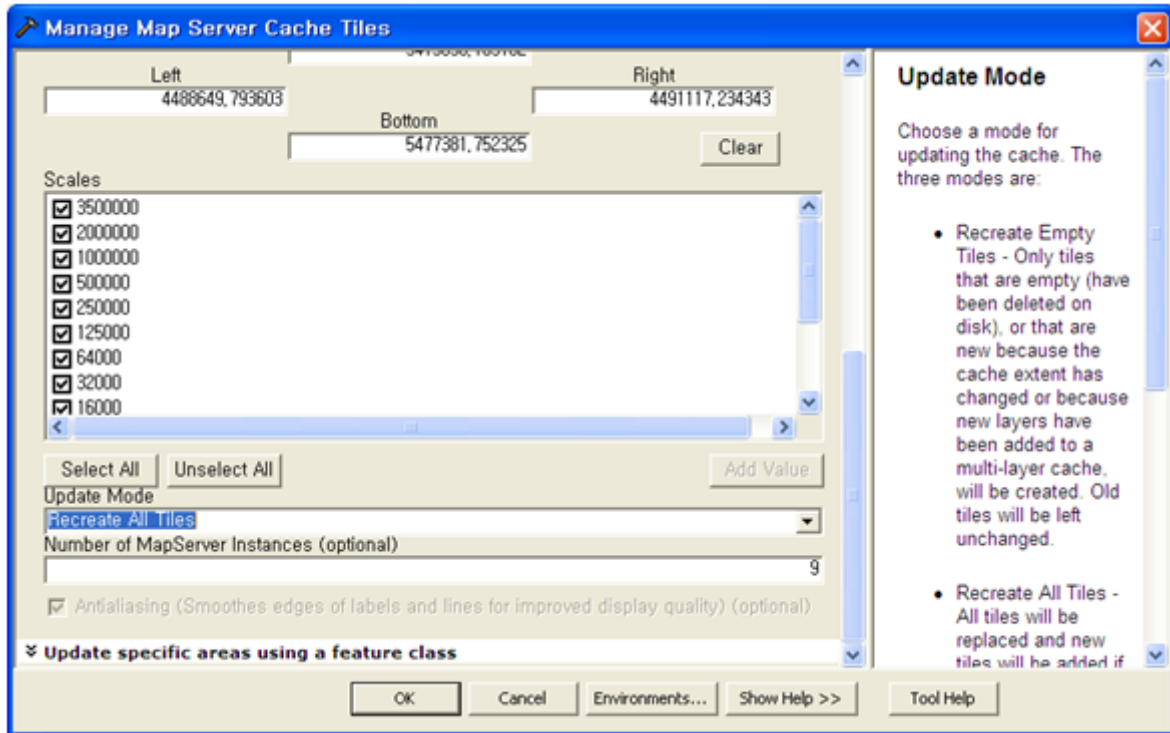 Manage Map Server Cache Tiles
Left
Right
4488649,793603
4491117,234343
Bottom
5477381,752325
Clear
Scales
3500000
2000000
1000000
500000
250000
125000
64000
32000
16000
Select All
Unselect All
Add Value
Update Mode
Recreate All Tiles
Number of MapServer Instances (optional)
9
Antialiasing (Smoothes edges of labels and lines for improved display quality) (optional)
Update specific areas using a feature class
OK
Cancel
Environments...
Show Help >>
Tool Help
Update Mode
Choose a mode for
updating the cache. The
three modes are:
• Recreate Empty
Tiles - Only tiles
that are empty (have
been deleted on
disk), or that are
new because the
cache extent has
changed or because
new layers have
been added to a
multi-layer cache,
will be created. Old
tiles will be left
unchanged.
• Recreate All Tiles -
All tiles will be
replaced and new
tiles will be added if